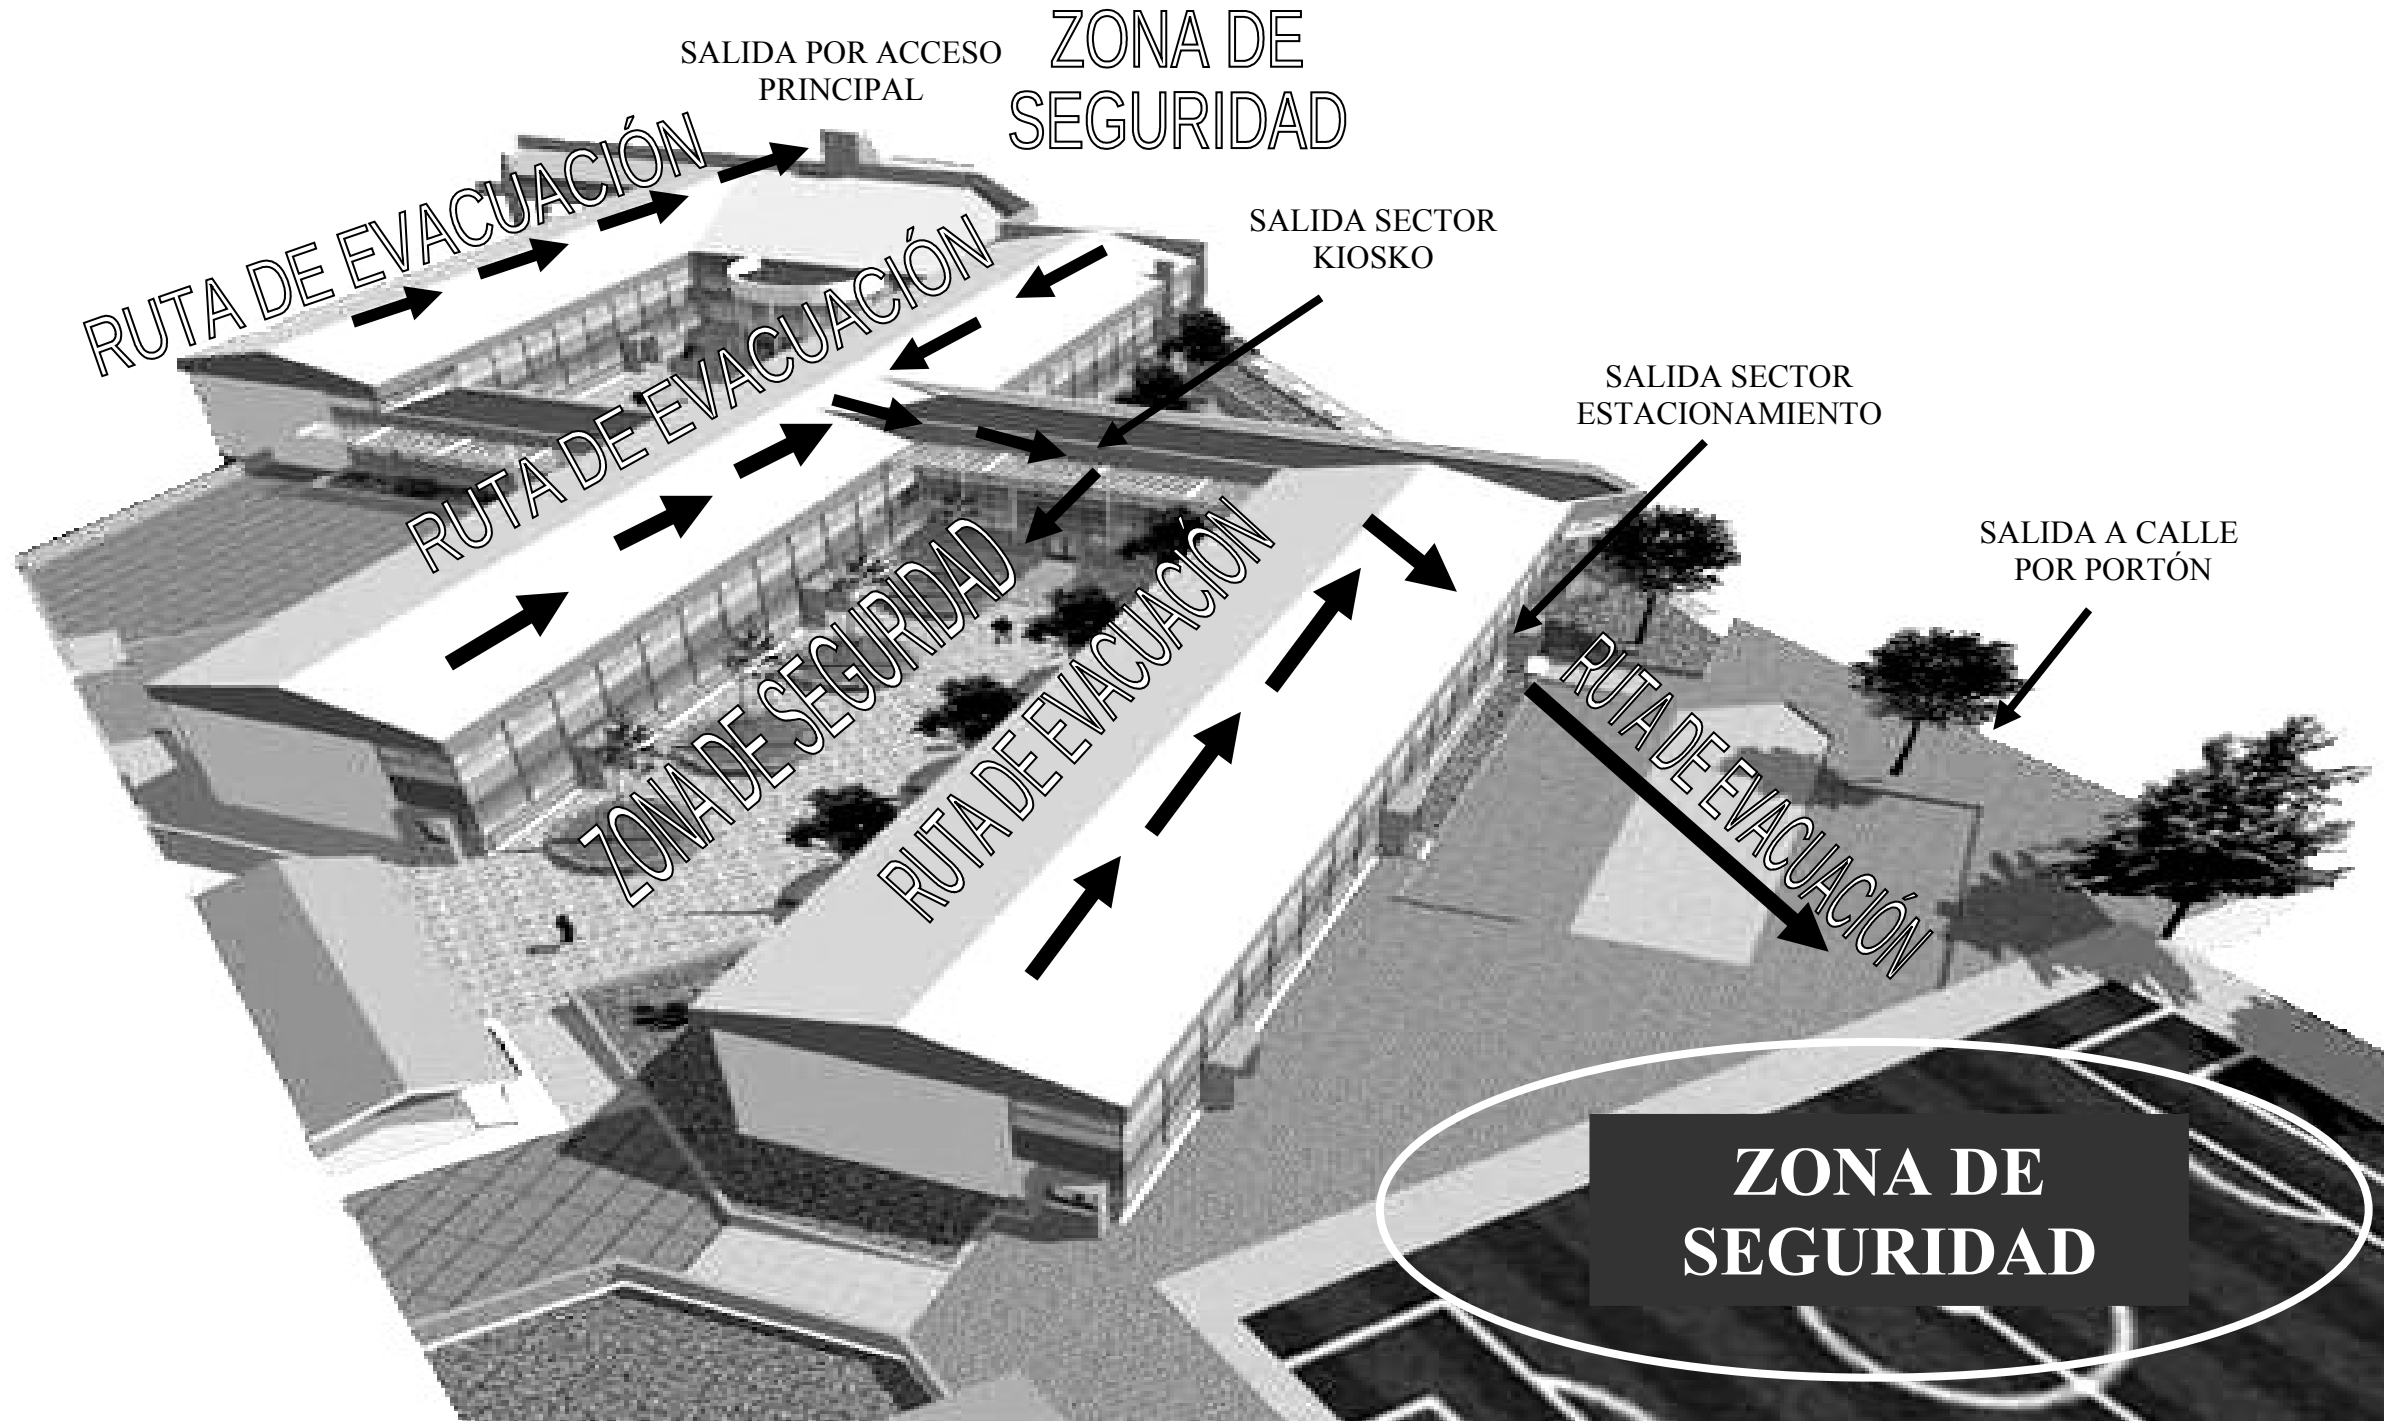 ZONA DE
SEGURIDAD
SALIDA POR ACCESO
PRINCIPAL
RUTA DE EVACUACIÓN
SALIDA SECTOR
KIOSKO
RUTA DE EVACUACIÓN
SALIDA SECTOR
ESTACIONAMIENTO
SALIDA A CALLE
POR PORTÓN
ZONA DE SEGURIDAD
RUTA DE EVACUACIÓN
RUTA DE EVACUACIÓN
ZONA DE
SEGURIDAD